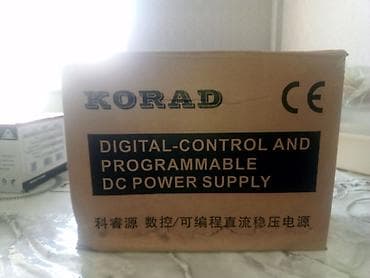 KORAD CE
DIGITAL-CONTROL AND
PROGRAMMABLE
DC POWER SUPPLY
科睿源 数控/可编程直流稳压电源